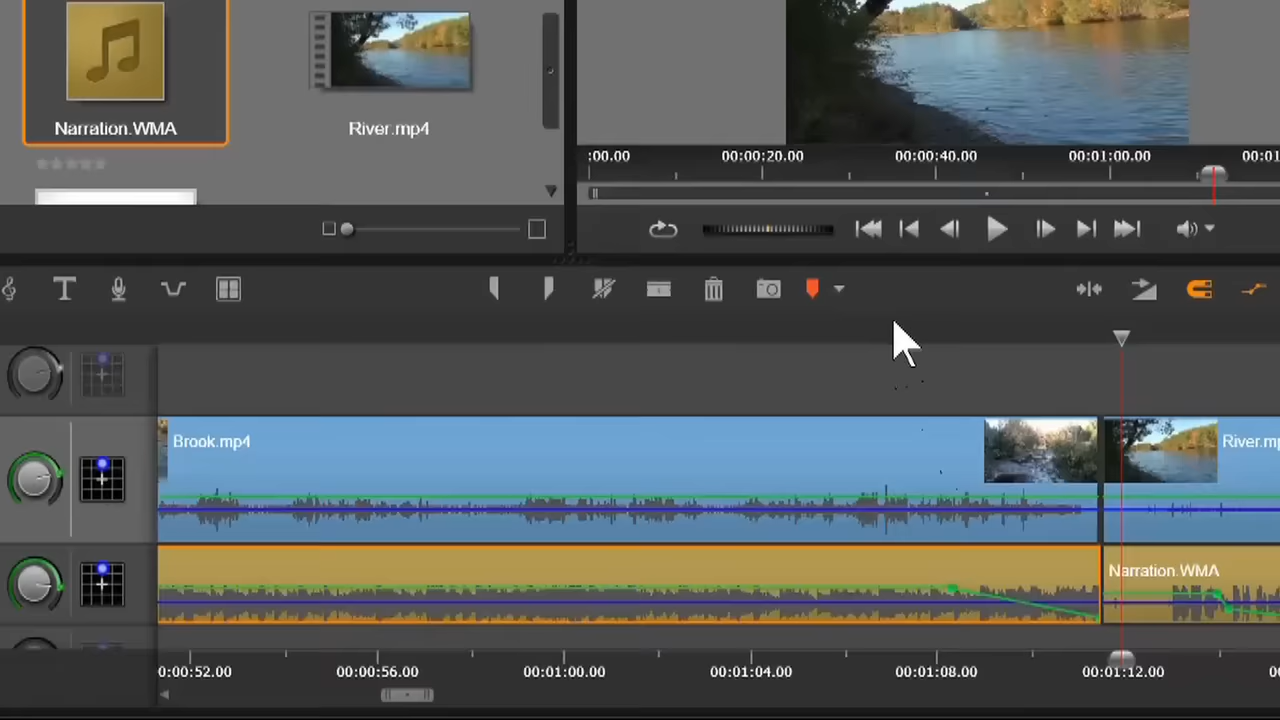 Narration.WMA
River.mp4
:00.00 00:00:20.00 00:00:40.00 00:01:00.00 00:01
T
Brook.mp4
River.mp
Narration.WMA
0:00:52.00 00:00:56.00 00:01:00.00 00:01:04.00 00:01:08.00 00:01:12.00